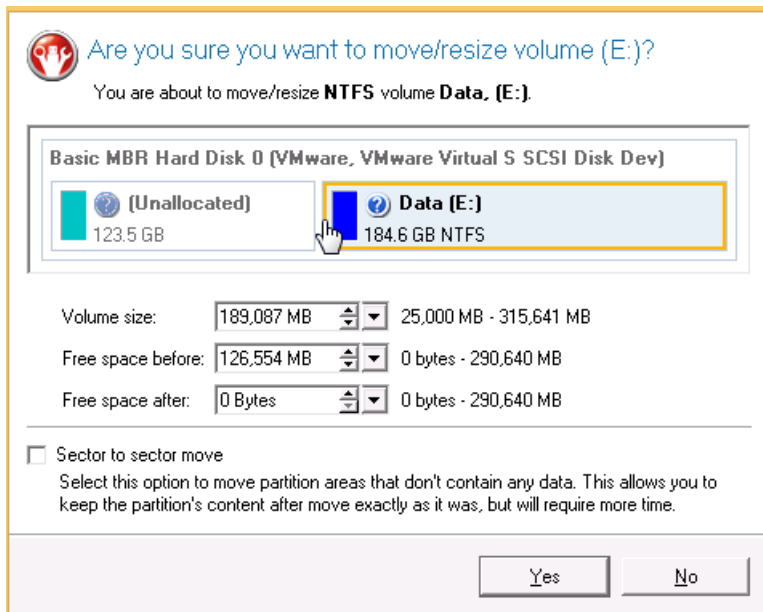 Are you sure you want to move/resize volume (E:)?
You are about to move/resize NTFS volume Data, (E:).
Basic MBR Hard Disk 0 (VMware, VMware Virtual S SCSI Disk Dev)
(Unallocated)
123.5 GB
Data (E:)
184.6 GB NTFS
Volume size: 189,087 MB 25,000 MB - 315,641 MB
Free space before: 126,554 MB 0 bytes - 290,640 MB
Free space after: 0 Bytes 0 bytes - 290,640 MB
Sector to sector move
Select this option to move partition areas that don't contain any data. This allows you to
keep the partition's content after move exactly as it was, but will require more time.
Yes No